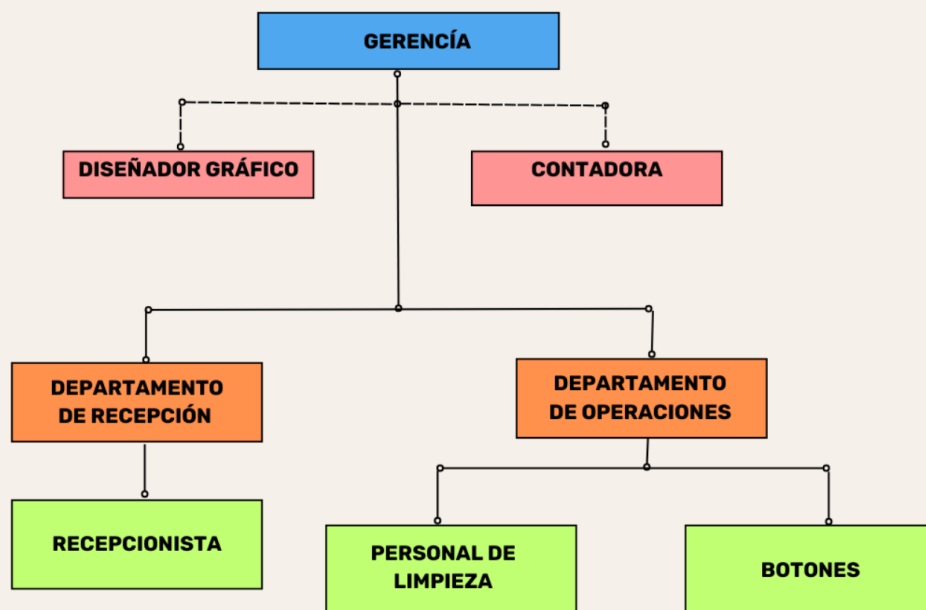 GERENCÍA
DISEÑADOR GRÁFICO
CONTADORA
DEPARTAMENTO
DE RECEPCIÓN
DEPARTAMENTO
DE OPERACIONES
RECEPCIONISTA
PERSONAL DE
LIMPIEZA
BOTONES